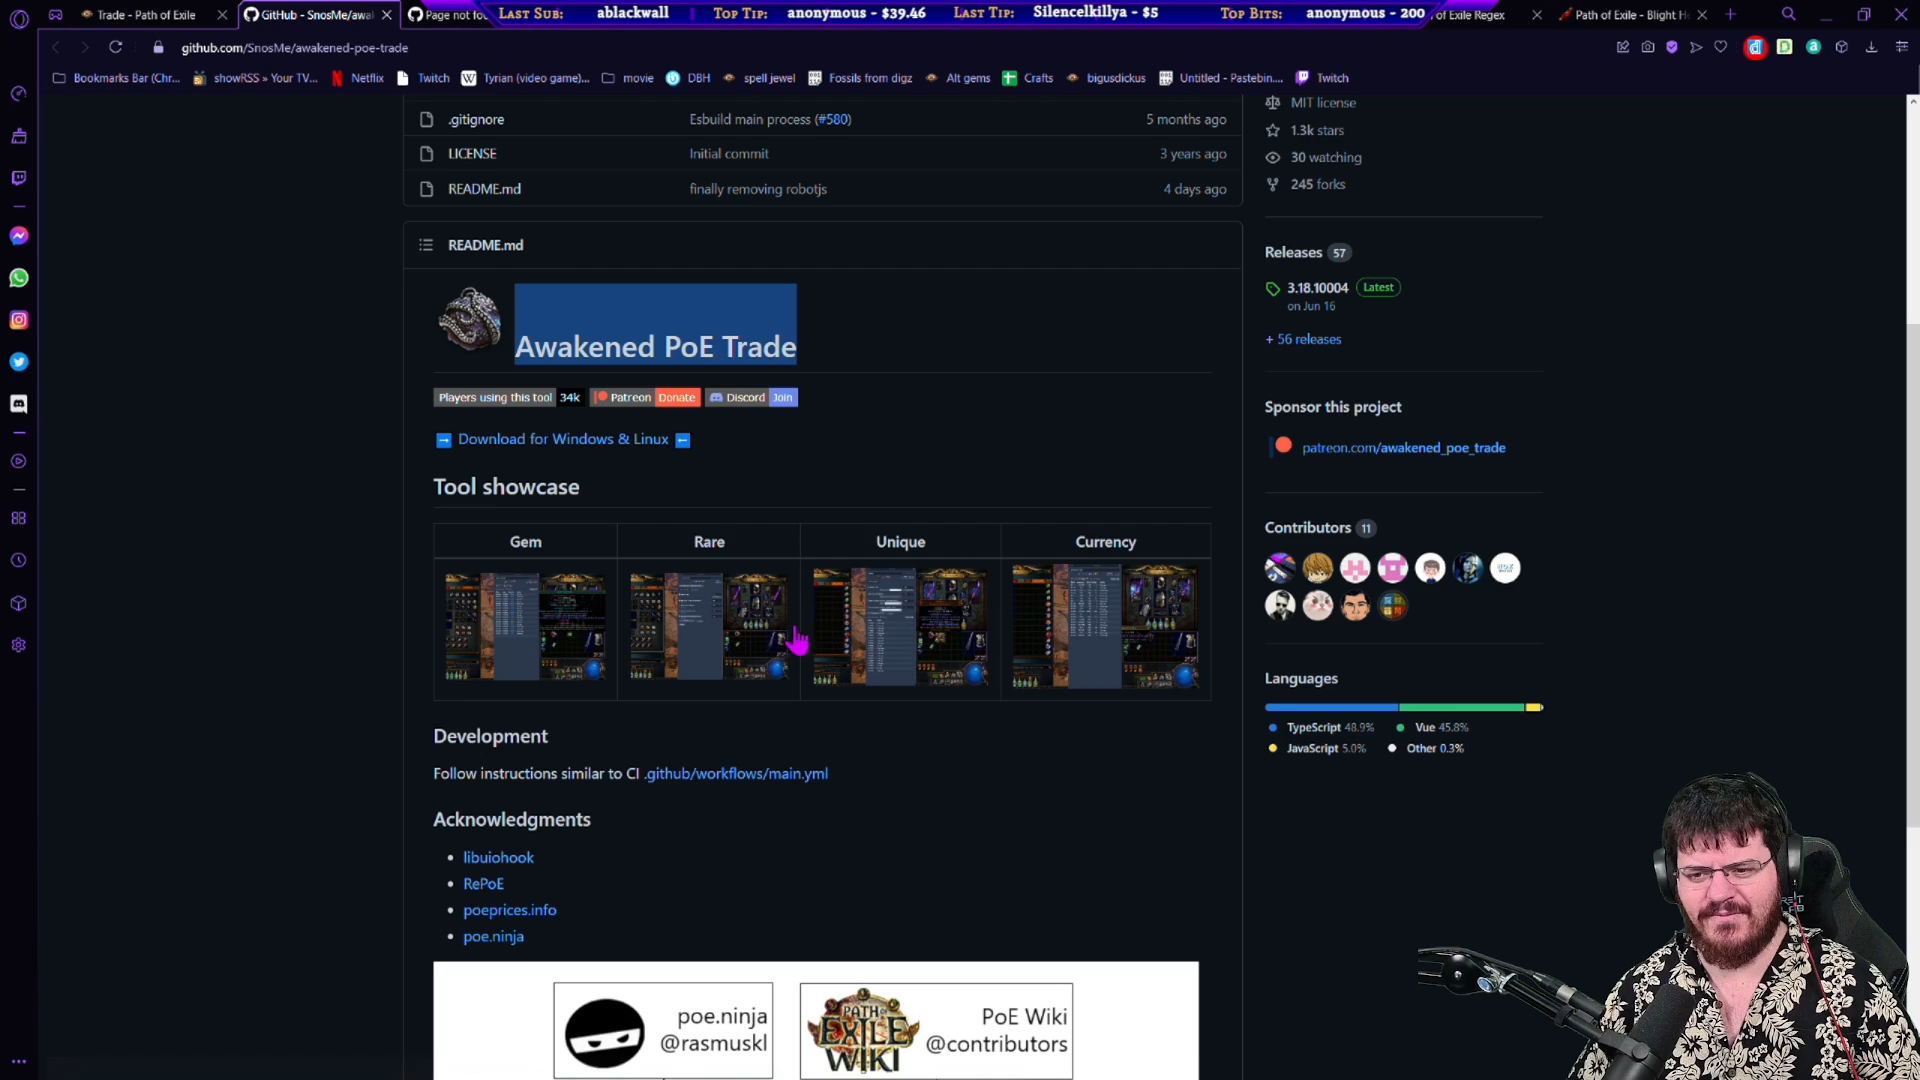 Trade - Path of Exile
GitHub - SnosMe/awak
Page not fou
LAST SUB: ablackwall
TOP TIP: anonymous - $39.46
LAST TIP: Silencelkillya - $5
TOP BITS: anonymous - 200
of Exile Regex
Path of Exile - Blight He
github.com/SnosMe/awakened-poe-trade
Bookmarks Bar (Chr...
showRSS » Your TV...
Netflix
Twitch
Tyrian (video game)...
movie
DBH
spell jewel
Fossils from digz
Alt gems
Crafts
bigusdickus
Untitled - Pastebin....
Twitch
.gitignore
Esbuild main process (#580)
5 months ago
LICENSE
Initial commit
3 years ago
README.md
finally removing robotjs
4 days ago
README.md
Awakened PoE Trade
Players using this tool 34k
Patreon Donate
Discord Join
Download for Windows & Linux
Tool showcase
Gem
Rare
Unique
Currency
Development
Follow instructions similar to CI .github/workflows/main.yml
Acknowledgments
libuiohook
RePoE
poeprices.info
poe.ninja
poe.ninja
@rasmuskl
PATH OF
EXILE
WIKI
PoE Wiki
@contributors
MIT license
1.3k stars
30 watching
245 forks
Releases 57
3.18.10004 Latest
on Jun 16
+ 56 releases
Sponsor this project
patreon.com/awakened_poe_trade
Contributors 11
Languages
TypeScript 48.9%
Vue 45.8%
JavaScript 5.0%
Other 0.3%